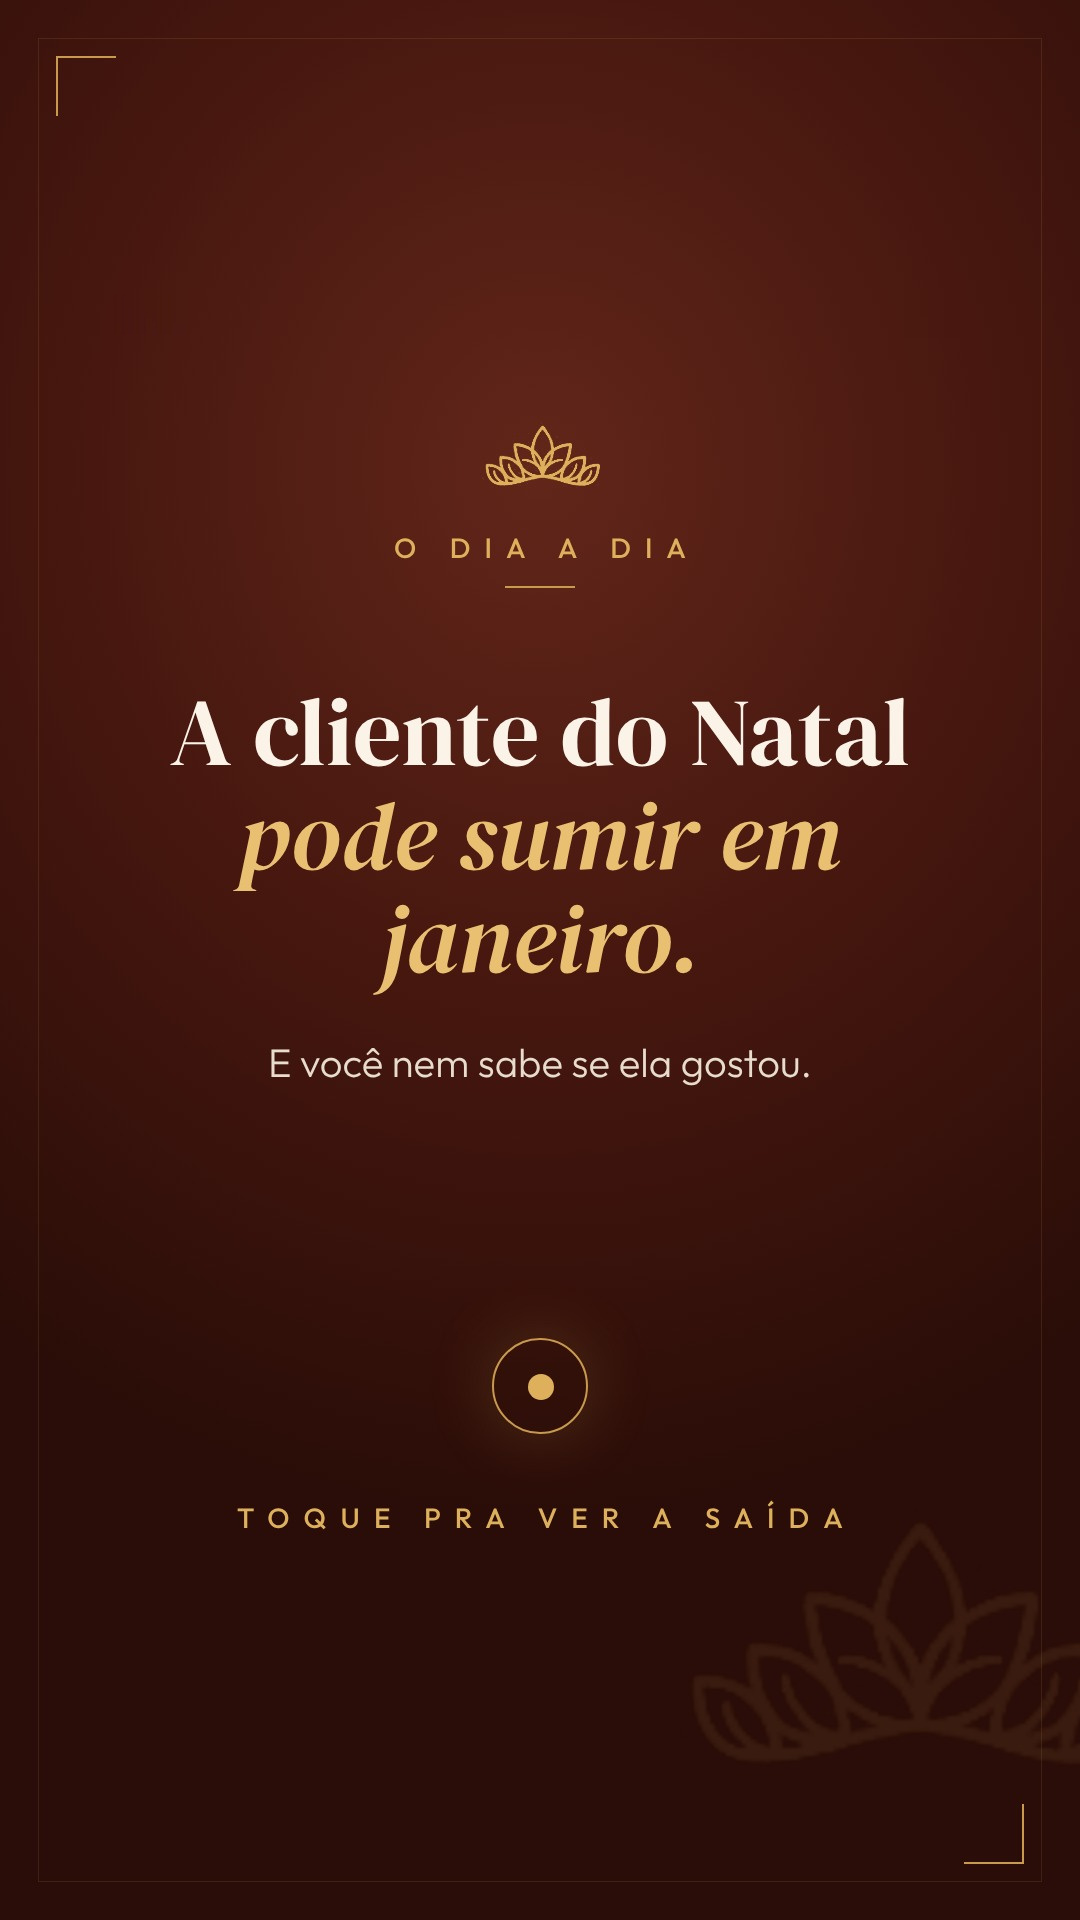 O DIA A DIA
A cliente do Natal
pode sumir em
janeiro.
E você nem sabe se ela gostou.
TOQUE PRA VER A SAÍDA